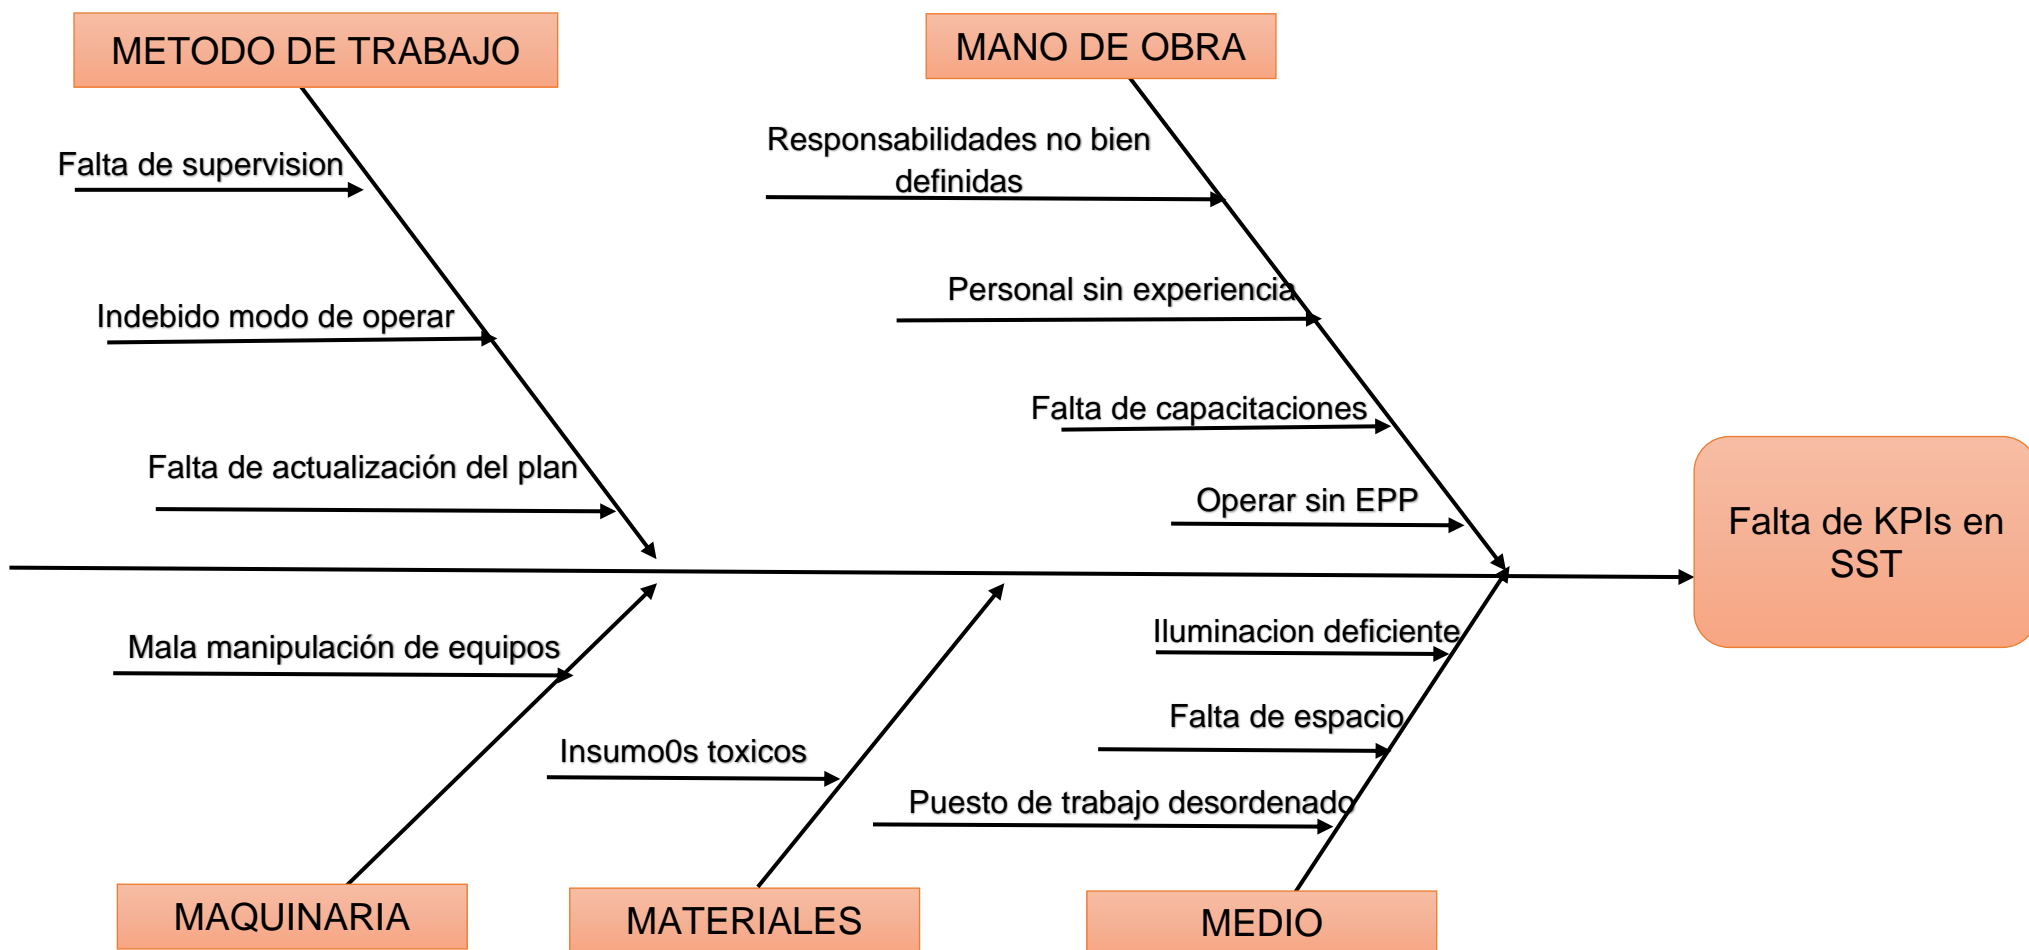 METODO DE TRABAJO
MANO DE OBRA
Responsabilidades no bien
definidas
Falta de supervision
Personal sin experiencia
Indebido modo de operar
Falta de capacitaciones
Falta de actualización del plan
Operar sin EPP
Falta de KPIs en
SST
Mala manipulación de equipos
Iluminacion deficiente
Falta de espacio
Insumo0s toxicos
Puesto de trabajo desordenado
MAQUINARIA
MATERIALES
MEDIO